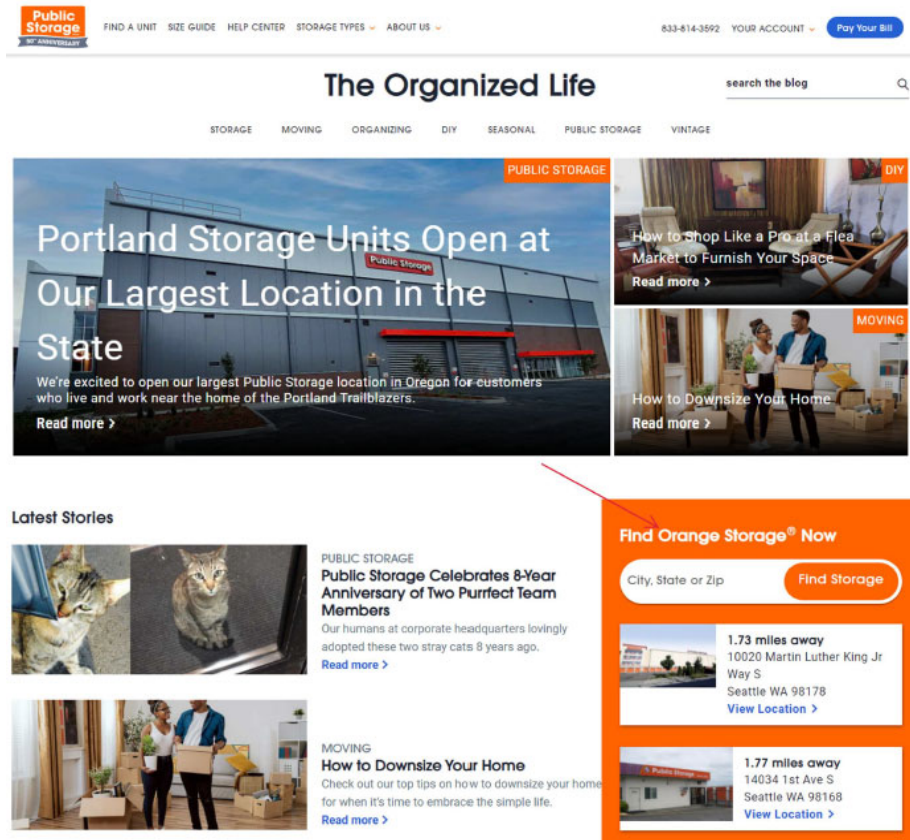 Public
Storage
50TH ANNIVERSARY
FIND A UNIT SIZE GUIDE HELP CENTER STORAGE TYPES ABOUT US
833-814-3592 YOUR ACCOUNT Pay Your Bill
The Organized Life
search the blog
STORAGE MOVING ORGANIZING DIY SEASONAL PUBLIC STORAGE VINTAGE
PUBLIC STORAGE
Public Storage
Portland Storage Units Open at
Our Largest Location in the
State
We're excited to open our largest Public Storage location in Oregon for customers
who live and work near the home of the Portland Trailblazers.
Read more >
DIY
How to Shop Like a Pro at a Flea
Market to Furnish Your Space
Read more >
MOVING
How to Downsize Your Home
Read more >
Latest Stories
PUBLIC STORAGE
Public Storage Celebrates 8-Year
Anniversary of Two Purrfect Team
Members
Our humans at corporate headquarters lovingly
adopted these two stray cats 8 years ago.
Read more >
MOVING
How to Downsize Your Home
Check out our top tips on how to downsize your home
for when it's time to embrace the simple life.
Read more >
Find Orange Storage® Now
City, State or Zip Find Storage
1.73 miles away
10020 Martin Luther King Jr
Way S
Seattle WA 98178
View Location >
Public Storage
1.77 miles away
14034 1st Ave S
Seattle WA 98168
View Location >